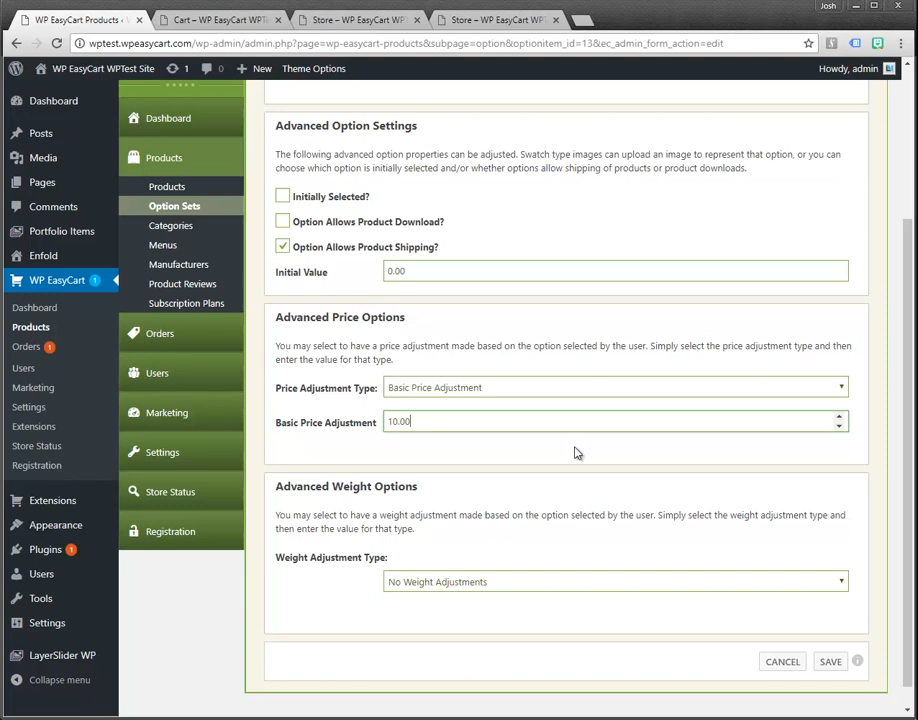 Josh
WP EasyCart Products ‹
Cart – WP EasyCart WPTe
Store – WP EasyCart WPT
Store – WP EasyCart WPT
wptest.wpeasycart.com/wp-admin/admin.php?page=wp-easycart-products&subpage=option&optionitem_id=13&ec_admin_form_action=edit
WP EasyCart WPTest Site
1
0
New
Theme Options
Howdy, admin
Dashboard
Posts
Media
Pages
Comments
Portfolio Items
Enfold
WP EasyCart 1
Dashboard
Products
Orders 1
Users
Marketing
Settings
Extensions
Store Status
Registration
Extensions
Appearance
Plugins 1
Users
Tools
Settings
LayerSlider WP
Collapse menu
Dashboard
Products
Products
Option Sets
Categories
Menus
Manufacturers
Product Reviews
Subscription Plans
Orders
Users
Marketing
Settings
Store Status
Registration
Advanced Option Settings
The following advanced option properties can be adjusted. Swatch type images can upload an image to represent that option, or you can
choose which option is initially selected and/or whether options allow shipping of products or product downloads.
Initially Selected?
Option Allows Product Download?
Option Allows Product Shipping?
Initial Value 0.00
Advanced Price Options
You may select to have a price adjustment made based on the option selected by the user. Simply select the price adjustment type and then
enter the value for that type.
Price Adjustment Type: Basic Price Adjustment
Basic Price Adjustment 10.00
Advanced Weight Options
You may select to have a weight adjustment made based on the option selected by the user. Simply select the weight adjustment type and
then enter the value for that type.
Weight Adjustment Type:
No Weight Adjustments
CANCEL
SAVE